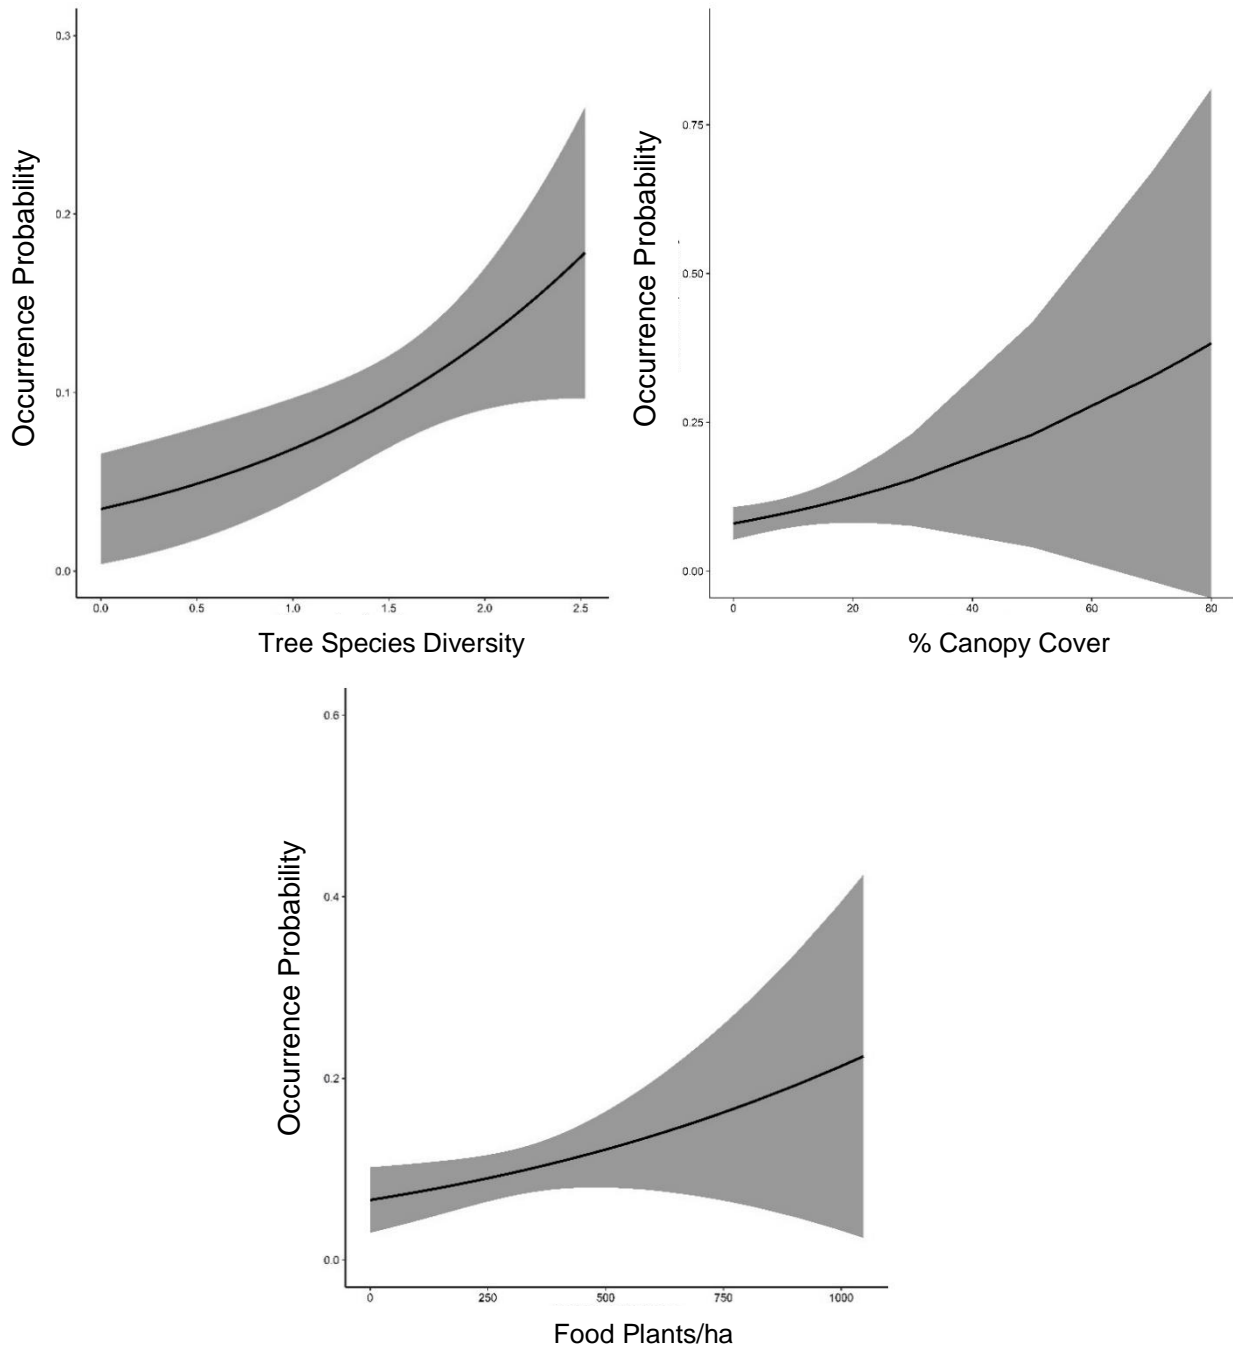 Occurrence Probability
0.3
0.2
0.1
0.0
0.0 0.5 1.0 1.5 2.0 2.5
Tree Species Diversity
Occurrence Probability
0.75
0.50
0.25
0.00
0 20 40 60 80
% Canopy Cover
Occurrence Probability
0.6
0.4
0.2
0.0
0 250 500 750 1000
Food Plants/ha